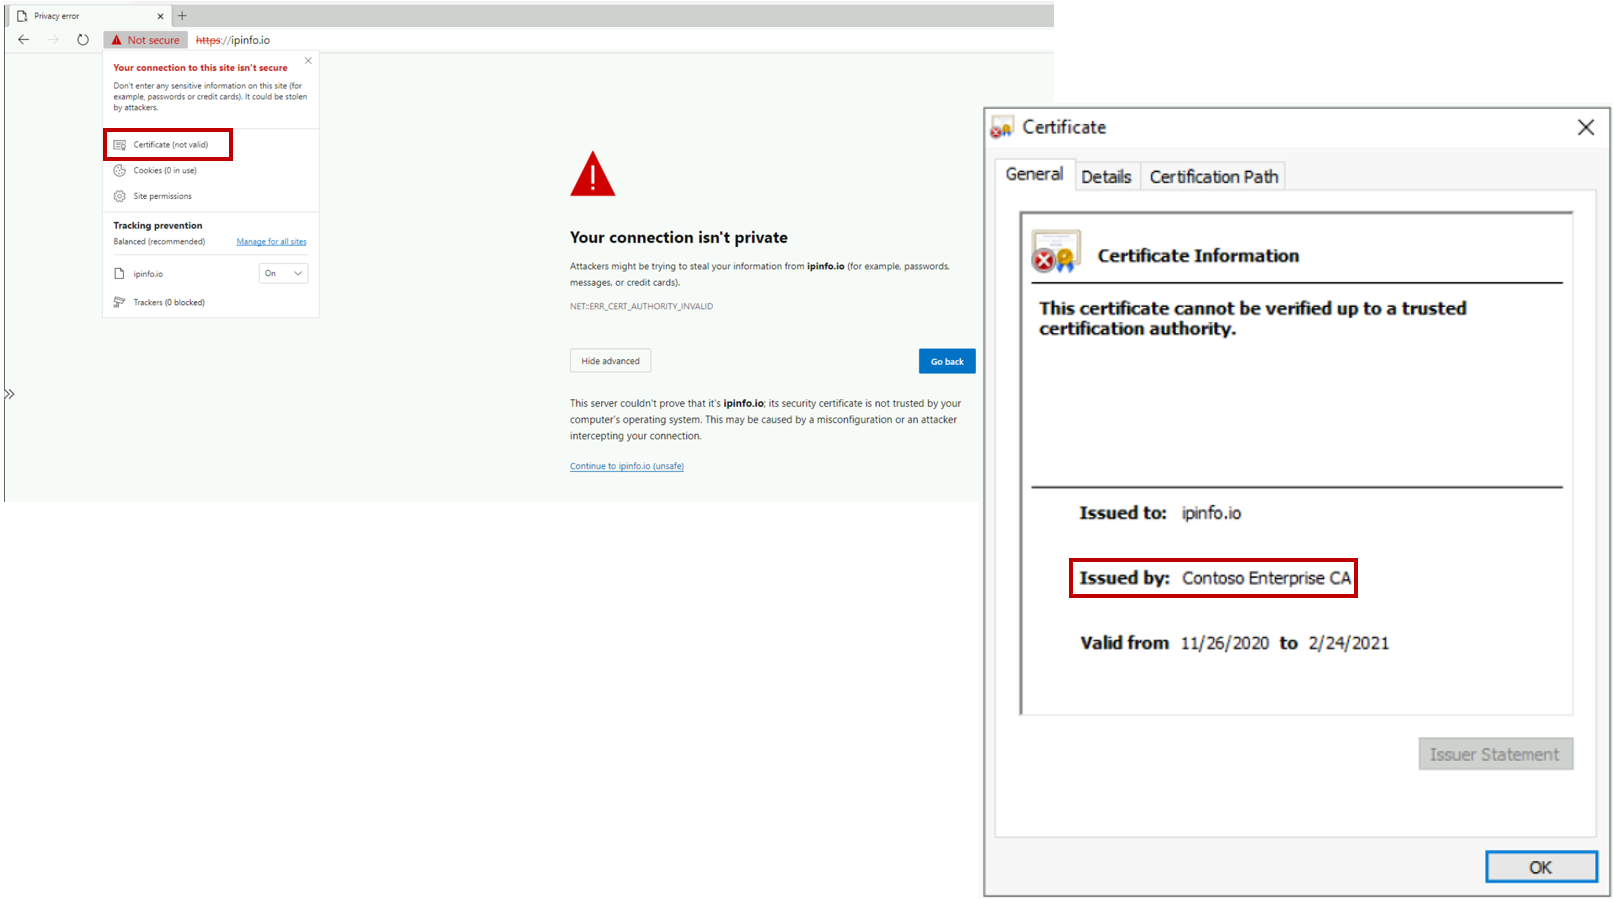 Privacy error
Not secure
https://ipinfo.io
Your connection to this site isn't secure
Don't enter any sensitive information on this site (for
example, passwords or credit cards). It could be stolen
by attackers.
Certificate (not valid)
Cookies (0 in use)
Site permissions
Tracking prevention
Balanced (recommended)
Manage for all sites
ipinfo.io
On
Trackers (0 blocked)
Your connection isn't private
Attackers might be trying to steal your information from ipinfo.io (for example, passwords,
messages, or credit cards).
NET::ERR_CERT_AUTHORITY_INVALID
Hide advanced
Go back
This server couldn't prove that it's ipinfo.io; its security certificate is not trusted by your
computer's operating system. This may be caused by a misconfiguration or an attacker
intercepting your connection.
Continue to ipinfo.io (unsafe)
Certificate
General
Details
Certification Path
Certificate Information
This certificate cannot be verified up to a trusted
certification authority.
Issued to: ipinfo.io
Issued by: Contoso Enterprise CA
Valid from 11/26/2020 to 2/24/2021
Issuer Statement
OK